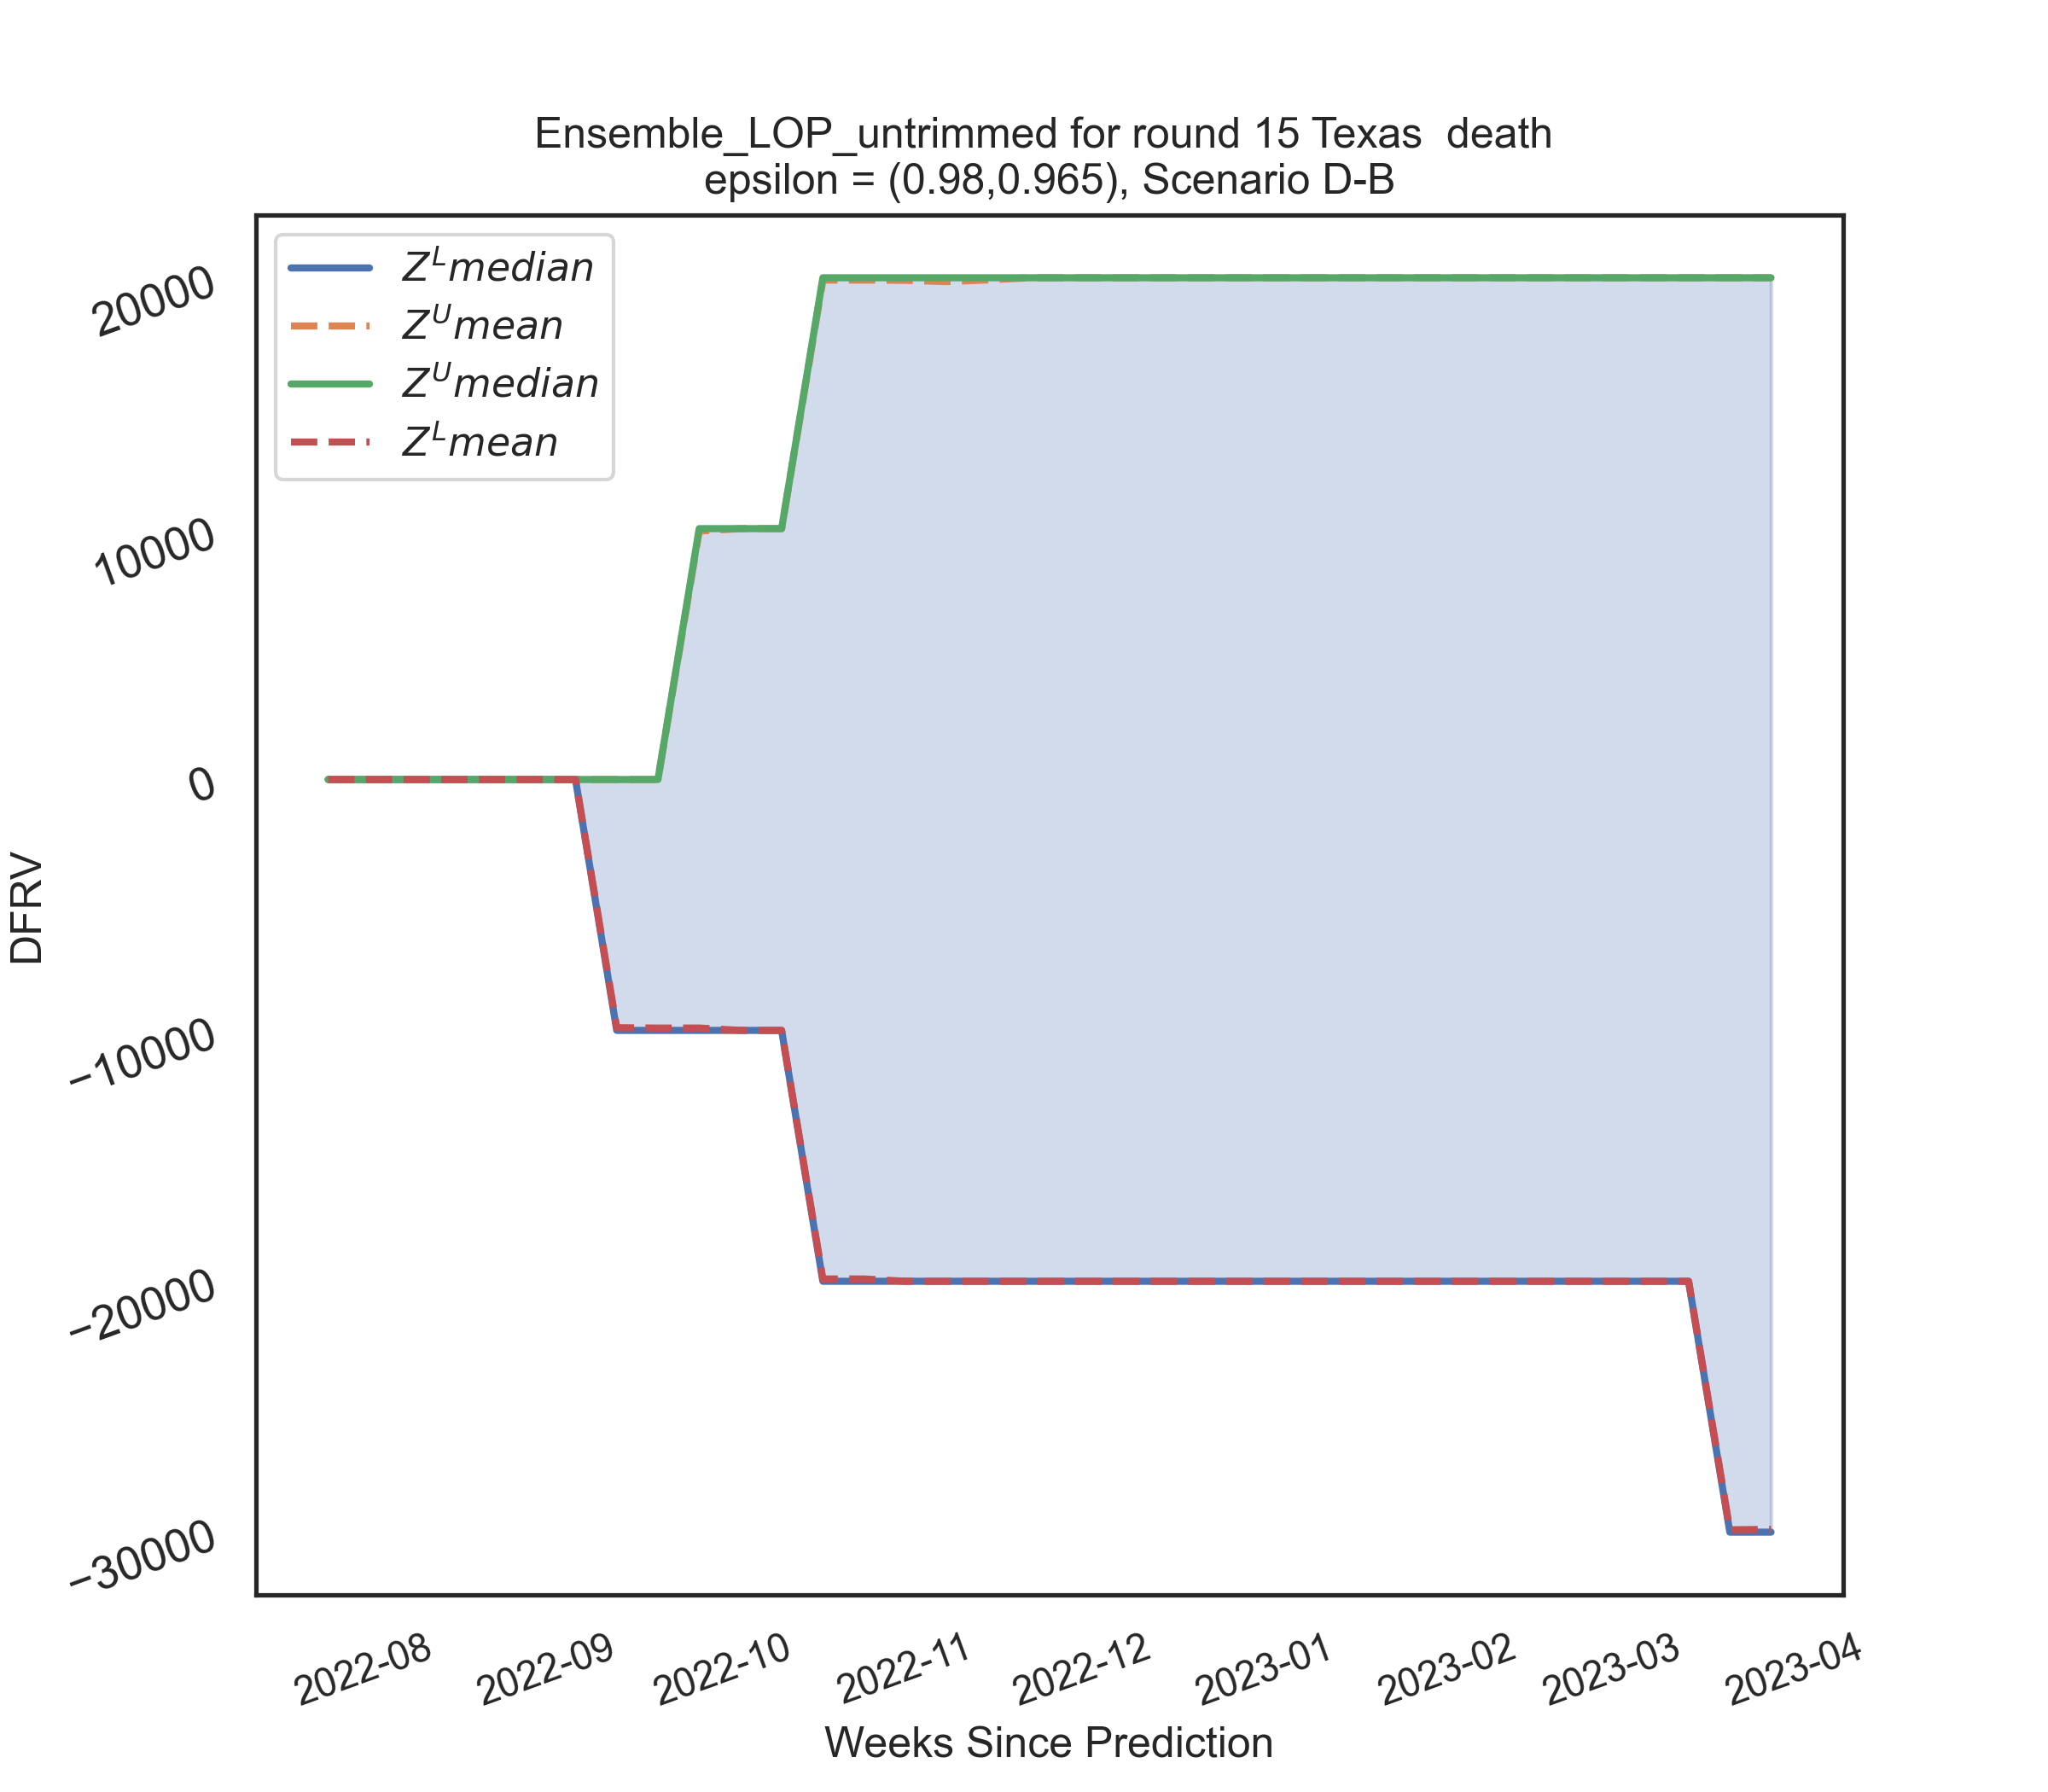 Ensemble_LOP_untrimmed for round 15 Texas  death
epsilon = (0.98,0.965), Scenario D-B
Z^L median
Z^U mean
Z^U median
Z^L mean
20000
10000
0
−10000
−20000
−30000
DFRV
2022-08
2022-09
2022-10
2022-11
2022-12
2023-01
2023-02
2023-03
2023-04
Weeks Since Prediction